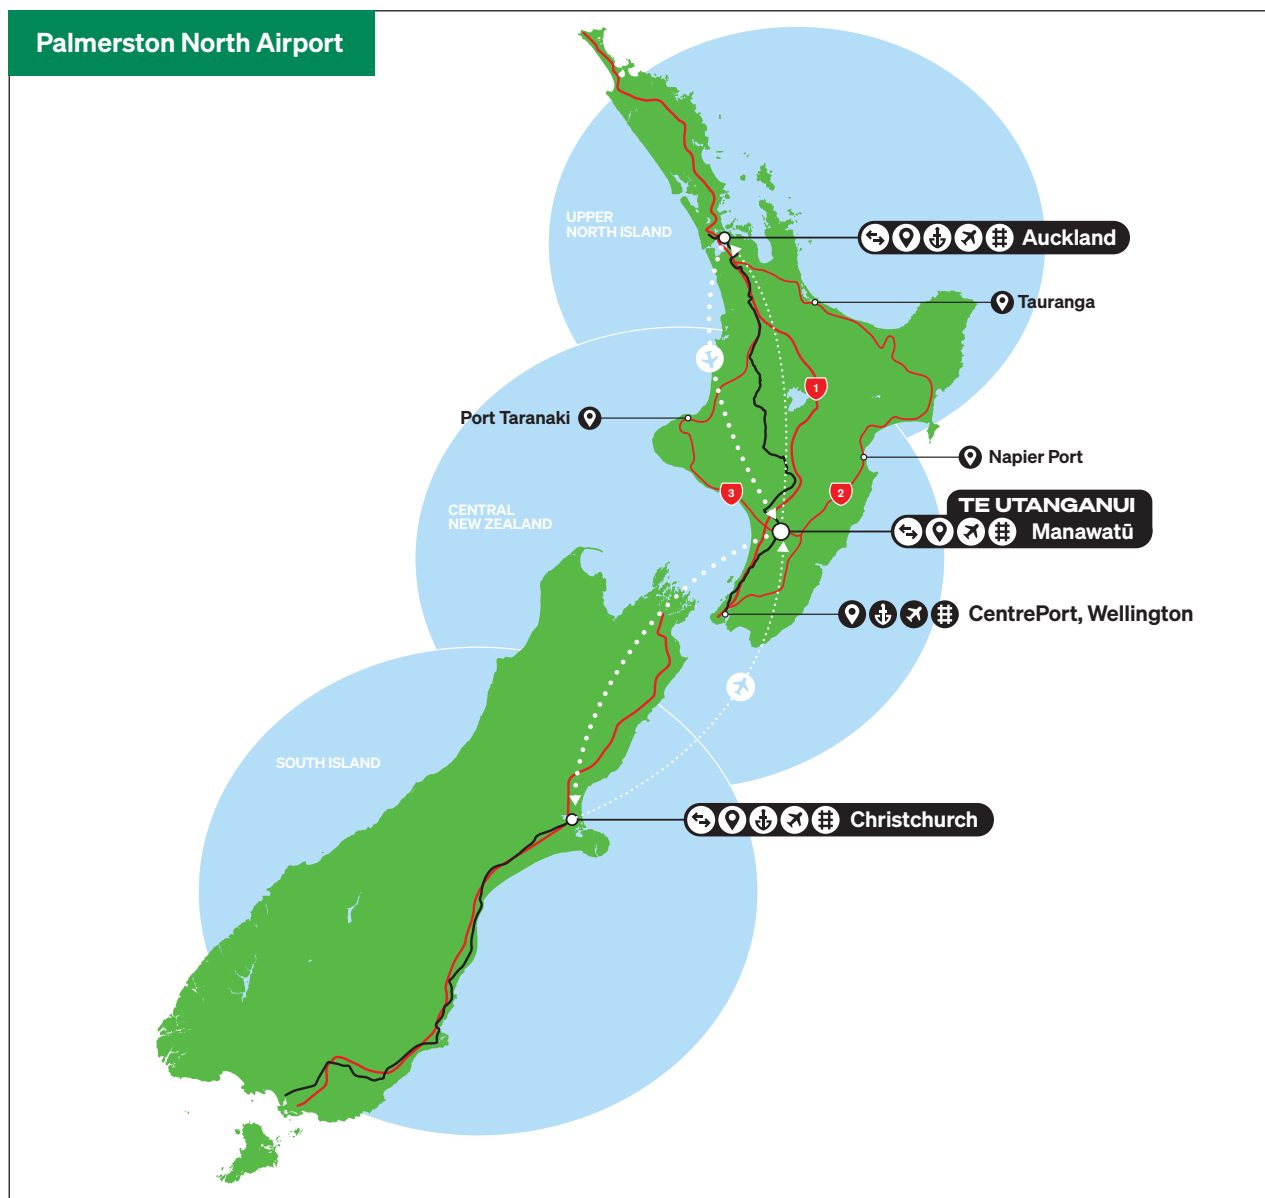 Palmerston North Airport
UPPER
NORTH ISLAND
Auckland
Tauranga
1
Port Taranaki
Napier Port
3
2
CENTRAL
NEW ZEALAND
TE UTANGANUI
Manawatū
CentrePort, Wellington
SOUTH ISLAND
Christchurch